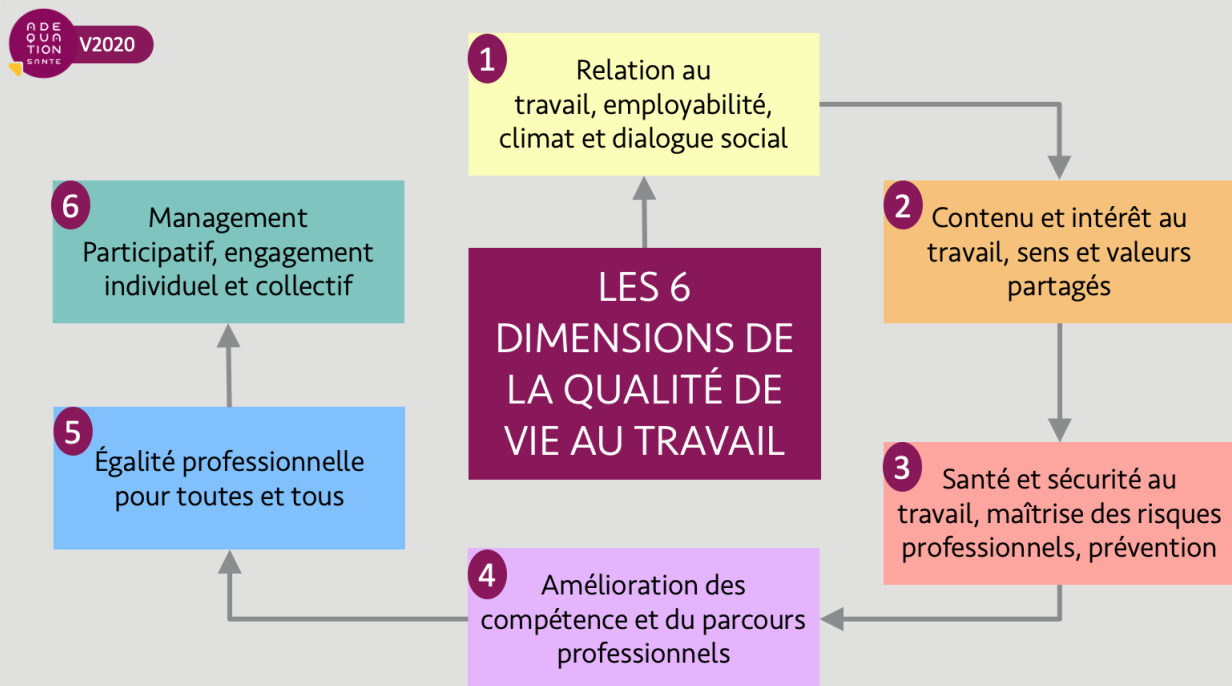 ADE
QUA
TION
SANTE
V2020
1
Relation au
travail, employabilité,
climat et dialogue social
2
Contenu et intérêt au
travail, sens et valeurs
partagés
3
Santé et sécurité au
travail, maîtrise des risques
professionnels, prévention
4
Amélioration des
compétence et du parcours
professionnels
5
Égalité professionnelle
pour toutes et tous
6
Management
Participatif, engagement
individuel et collectif
LES 6
DIMENSIONS DE
LA QUALITÉ DE
VIE AU TRAVAIL